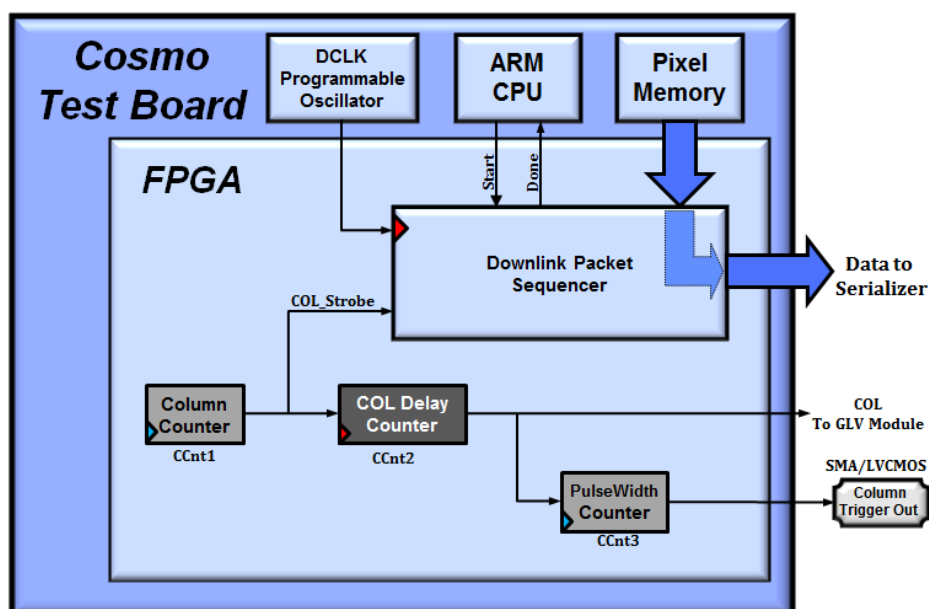 Cosmo
Test Board
DCLK
Programmable
Oscillator
ARM
CPU
Pixel
Memory
FPGA
Start
Done
Downlink Packet
Sequencer
Data to
Serializer
COL_Strobe
Column
Counter
CCnt1
COL Delay
Counter
CCnt2
COL
To GLV Module
PulseWidth
Counter
CCnt3
SMA/LVCMOS
Column
Trigger Out